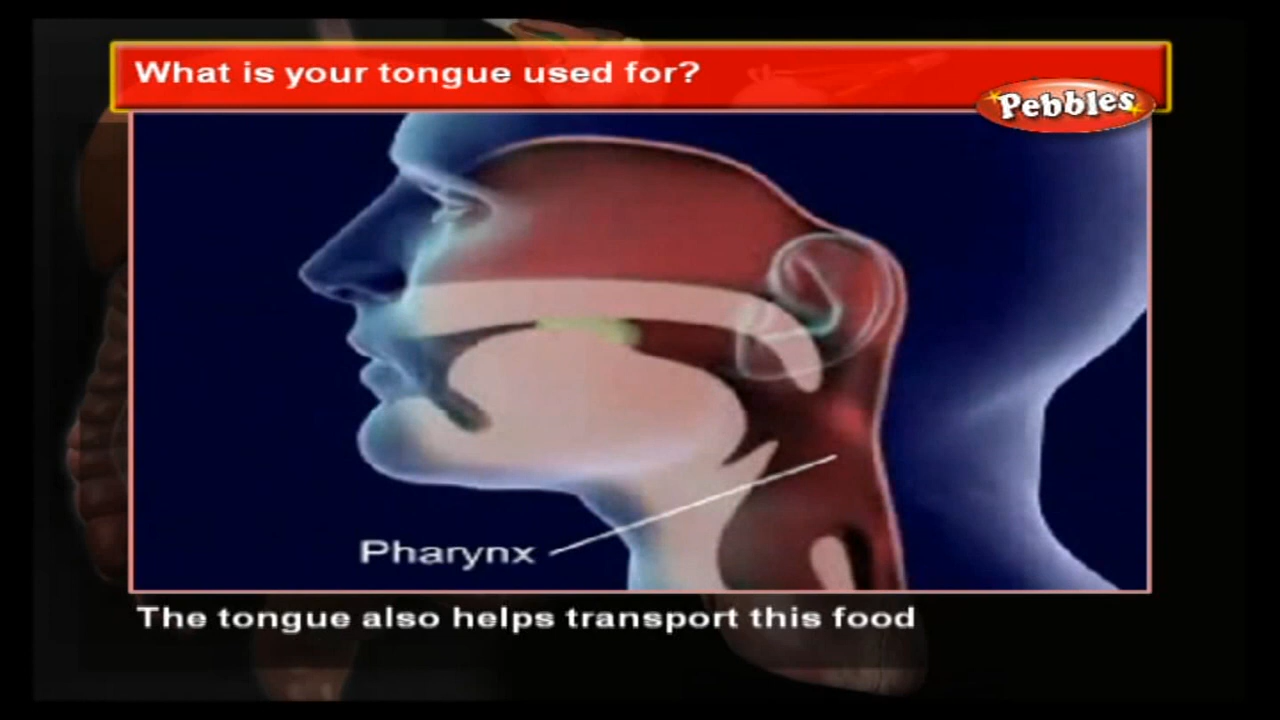 What is your tongue used for?
Pebbles
Pharynx
The tongue also helps transport this food